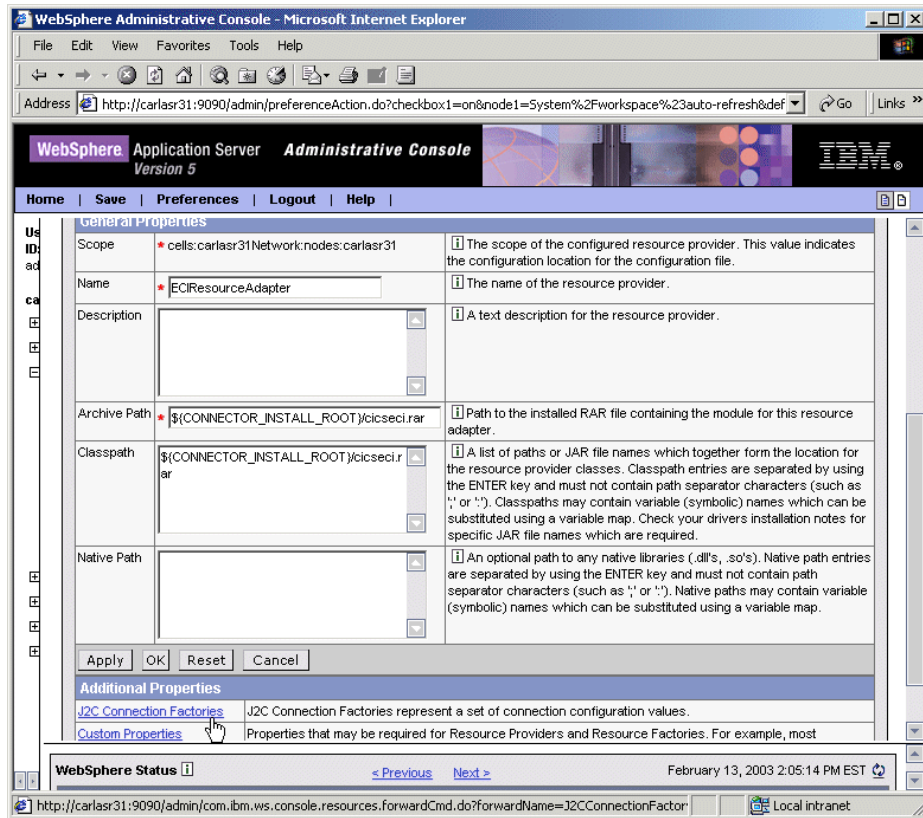 WebSphere Administrative Console - Microsoft Internet Explorer
File Edit View Favorites Tools Help
Address http://carlasr31:9090/admin/preferenceAction.do?checkbox1=on&node1=System%2Fworkspace%23auto-refresh&def Go Links »
WebSphere Application Server Administrative Console
Version 5
IBM
Home | Save | Preferences | Logout | Help |
Us
ID:
ad
ca
General Properties
Scope * cells:carlasr31Network:nodes:carlasr31 i The scope of the configured resource provider. This value indicates
the configuration location for the configuration file.
Name * ECIResourceAdapter i The name of the resource provider.
Description i A text description for the resource provider.
Archive Path * ${CONNECTOR_INSTALL_ROOT}/cicseci.rar i Path to the installed RAR file containing the module for this resource
adapter.
Classpath ${CONNECTOR_INSTALL_ROOT}/cicseci.r
ar
i A list of paths or JAR file names which together form the location for
the resource provider classes. Classpath entries are separated by using
the ENTER key and must not contain path separator characters (such as
';' or ':'). Classpaths may contain variable (symbolic) names which can be
substituted using a variable map. Check your drivers installation notes for
specific JAR file names which are required.
Native Path i An optional path to any native libraries (.dll's, .so's). Native path entries
are separated by using the ENTER key and must not contain path
separator characters (such as ';' or ':'). Native paths may contain variable
(symbolic) names which can be substituted using a variable map.
Apply OK Reset Cancel
Additional Properties
J2C Connection Factories J2C Connection Factories represent a set of connection configuration values.
Custom Properties Properties that may be required for Resource Providers and Resource Factories. For example, most
WebSphere Status i < Previous Next > February 13, 2003 2:05:14 PM EST
http://carlasr31:9090/admin/com.ibm.ws.console.resources.forwardCmd.do?forwardName=J2CConnectionFactor Local intranet